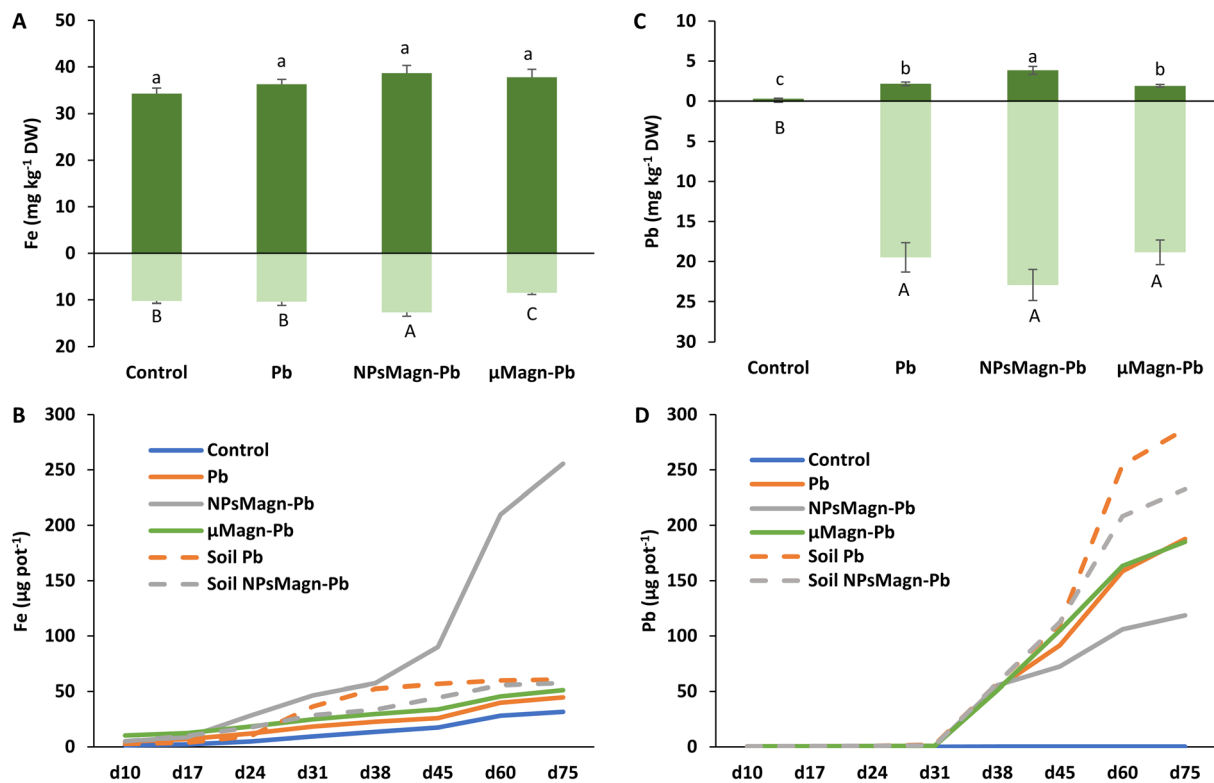 A
Fe (mg kg⁻¹ DW)
50
40
30
20
10
0
10
20
a
a
a
a
B
B
A
C
Control
Pb
NPsMagn-Pb
µMagn-Pb
C
Pb (mg kg⁻¹ DW)
10
5
0
5
10
15
20
25
30
c
b
a
b
B
A
A
A
Control
Pb
NPsMagn-Pb
µMagn-Pb
B
Fe (µg pot⁻¹)
300
250
200
150
100
50
0
Control
Pb
NPsMagn-Pb
µMagn-Pb
Soil Pb
Soil NPsMagn-Pb
d10 d17 d24 d31 d38 d45 d60 d75
D
Pb (µg pot⁻¹)
300
250
200
150
100
50
0
Control
Pb
NPsMagn-Pb
µMagn-Pb
Soil Pb
Soil NPsMagn-Pb
d10 d17 d24 d31 d38 d45 d60 d75